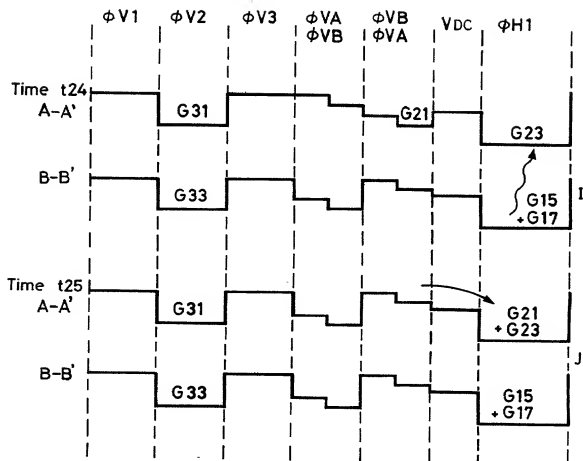 φV1 φV2 φV3 φVA φVB VDC φH1
φVB φVA
Time t24
A-A' G31 G21 G23
B-B' G33 G15 I
+G17
Time t25
A-A' G31 G21
+G23
J
B-B' G33 G15
+G17